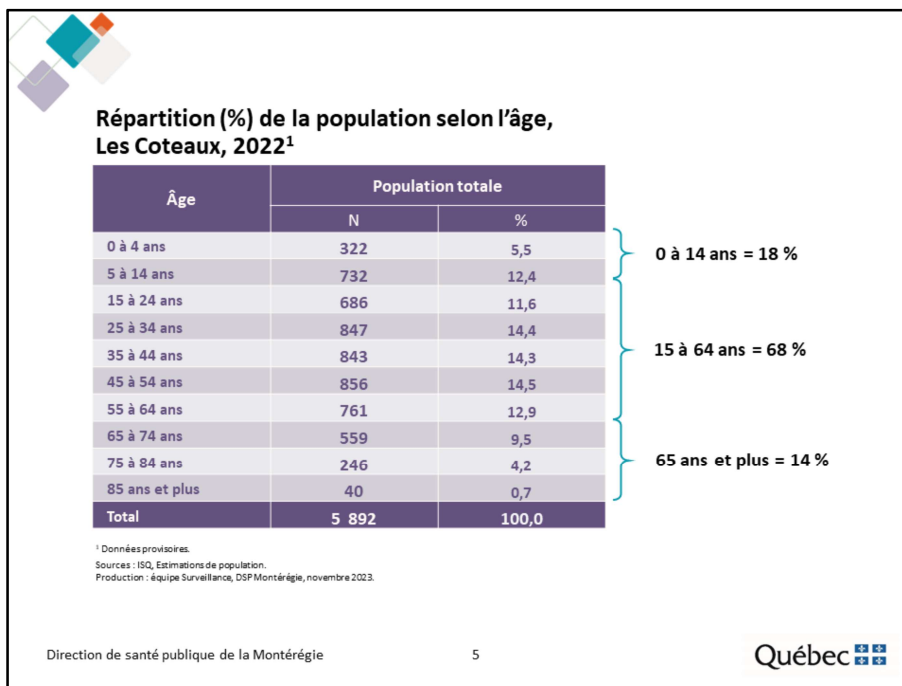 Répartition (%) de la population selon l'âge,
Les Coteaux, 2022¹
Âge Population totale
N %
0 à 4 ans 322 5,5
5 à 14 ans 732 12,4
15 à 24 ans 686 11,6
25 à 34 ans 847 14,4
35 à 44 ans 843 14,3
45 à 54 ans 856 14,5
55 à 64 ans 761 12,9
65 à 74 ans 559 9,5
75 à 84 ans 246 4,2
85 ans et plus 40 0,7
Total 5 892 100,0
0 à 14 ans = 18 %
15 à 64 ans = 68 %
65 ans et plus = 14 %
¹ Données provisoires.
Sources : ISQ, Estimations de population.
Production : équipe Surveillance, DSP Montérégie, novembre 2023.
Direction de santé publique de la Montérégie 5
Québec